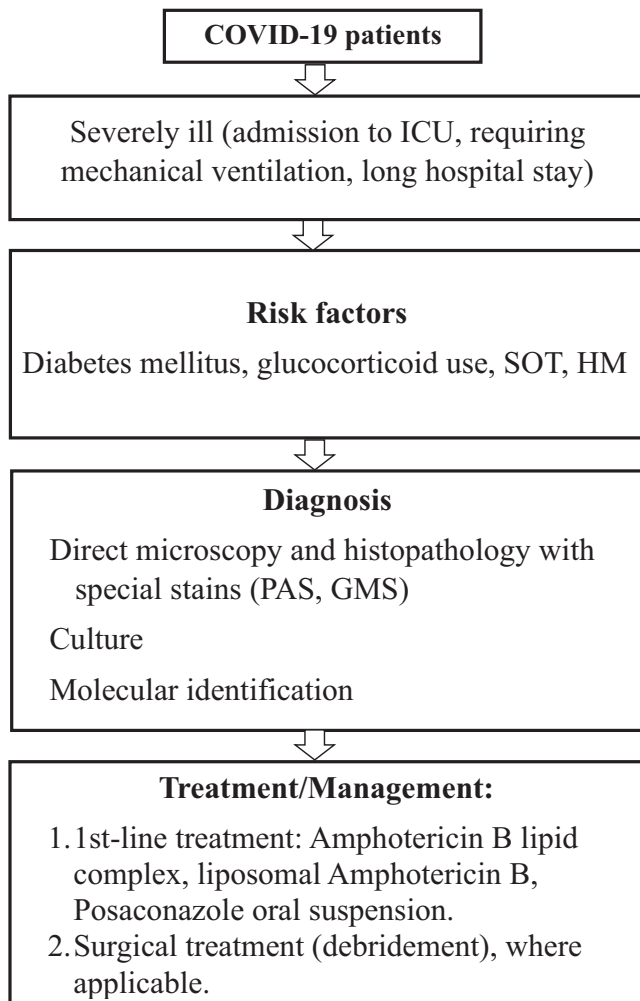 COVID-19 patients
Severely ill (admission to ICU, requiring
mechanical ventilation, long hospital stay)
Risk factors
Diabetes mellitus, glucocorticoid use, SOT, HM
Diagnosis
Direct microscopy and histopathology with
special stains (PAS, GMS)
Culture
Molecular identification
Treatment/Management:
1. 1st-line treatment: Amphotericin B lipid
complex, liposomal Amphotericin B,
Posaconazole oral suspension.
2. Surgical treatment (debridement), where
applicable.